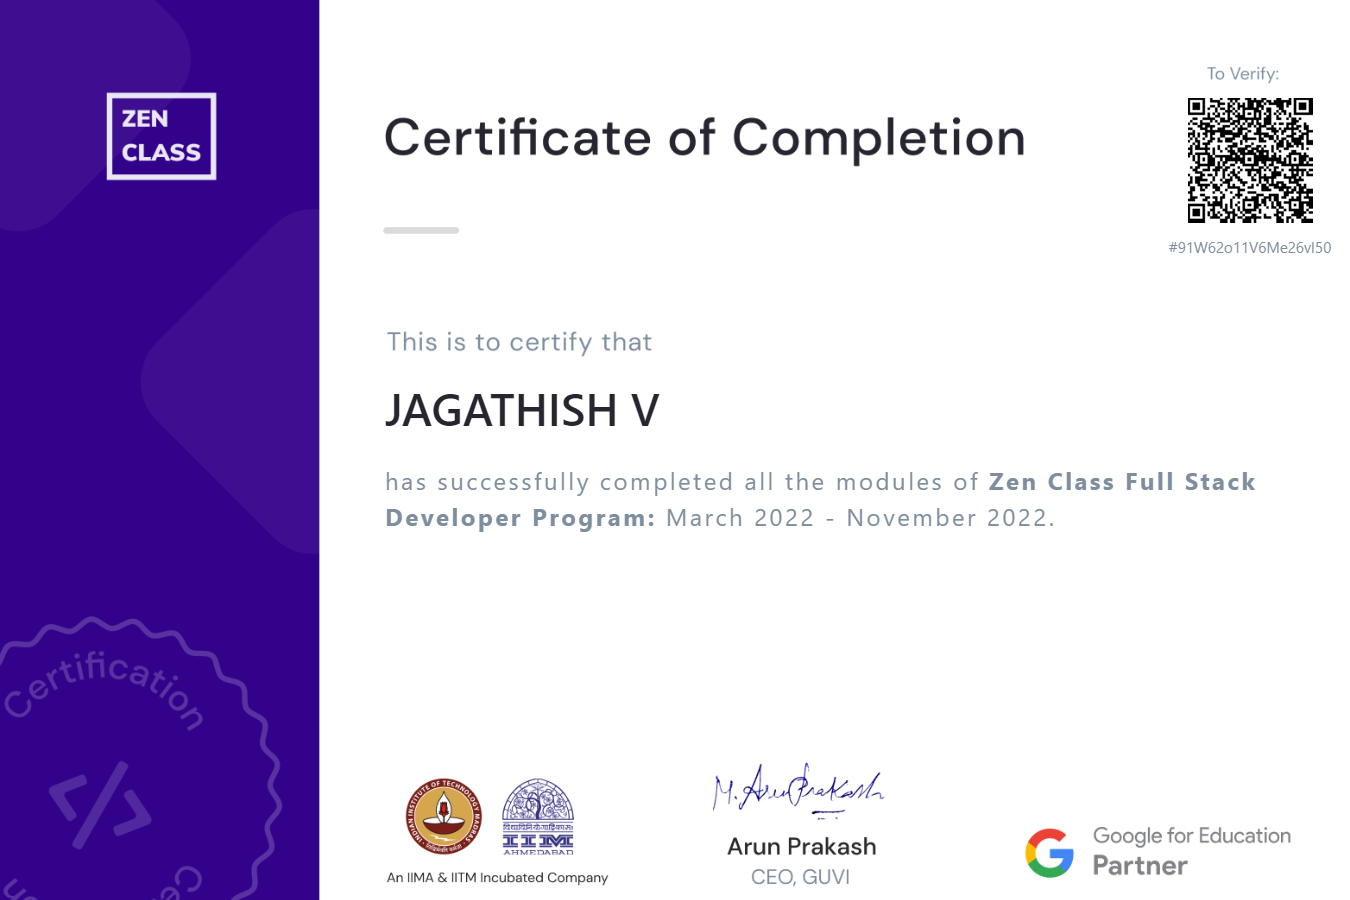 ZEN
CLASS
Certificate of Completion
To Verify:
#91W62o11V6Me26vI50
This is to certify that
JAGATHISH V
has successfully completed all the modules of Zen Class Full Stack
Developer Program: March 2022 - November 2022.
Certification
</>
INDIAN INSTITUTE OF TECHNOLOGY MADRAS
IIM
AHMEDABAD
An IIMA & IITM Incubated Company
M. Arun Prakash
Arun Prakash
CEO, GUVI
Google for Education
Partner